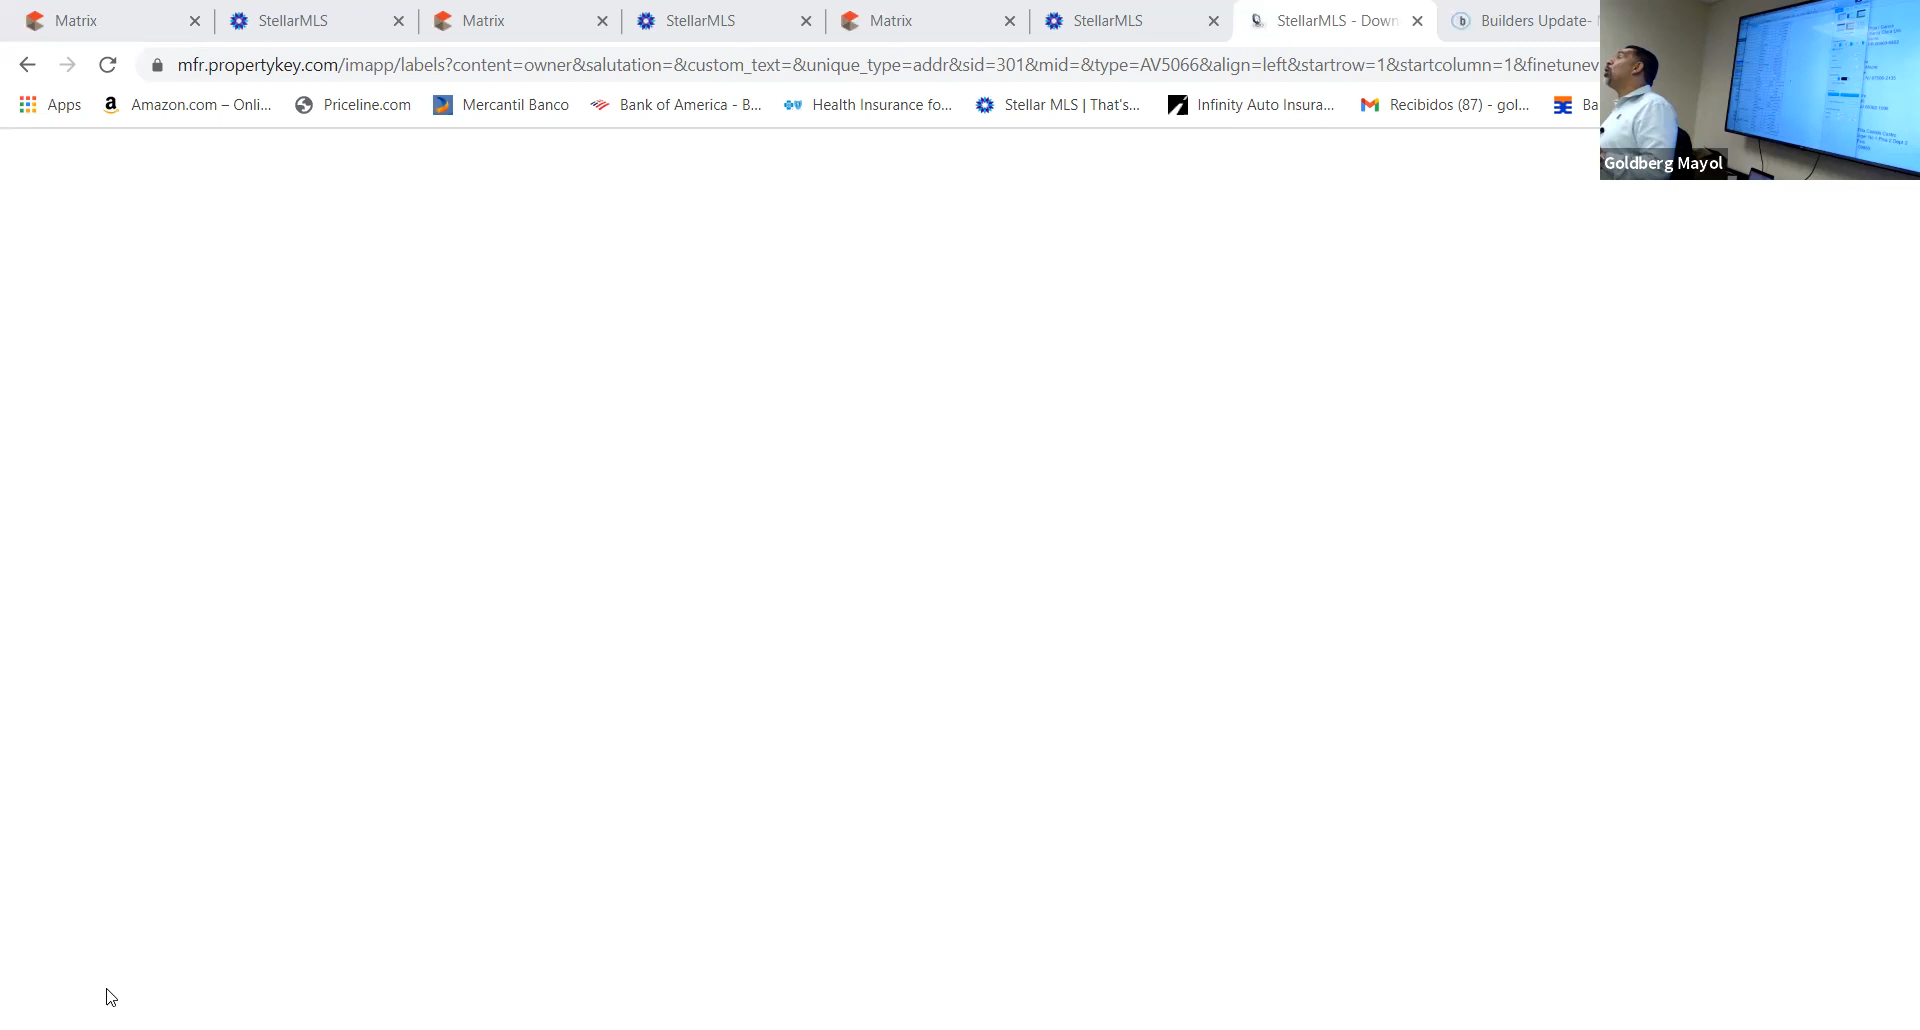 Matrix
StellarMLS
Matrix
StellarMLS
Matrix
StellarMLS
StellarMLS - Down
Builders Update-
mfr.propertykey.com/imapp/labels?content=owner&salutation=&custom_text=&unique_type=addr&sid=301&mid=&type=AV5066&align=left&startrow=1&startcolumn=1&finetunev
Apps
Amazon.com – Onli...
Priceline.com
Mercantil Banco
Bank of America - B...
Health Insurance fo...
Stellar MLS | That's...
Infinity Auto Insura...
Recibidos (87) - gol...
Ba
Goldberg Mayol